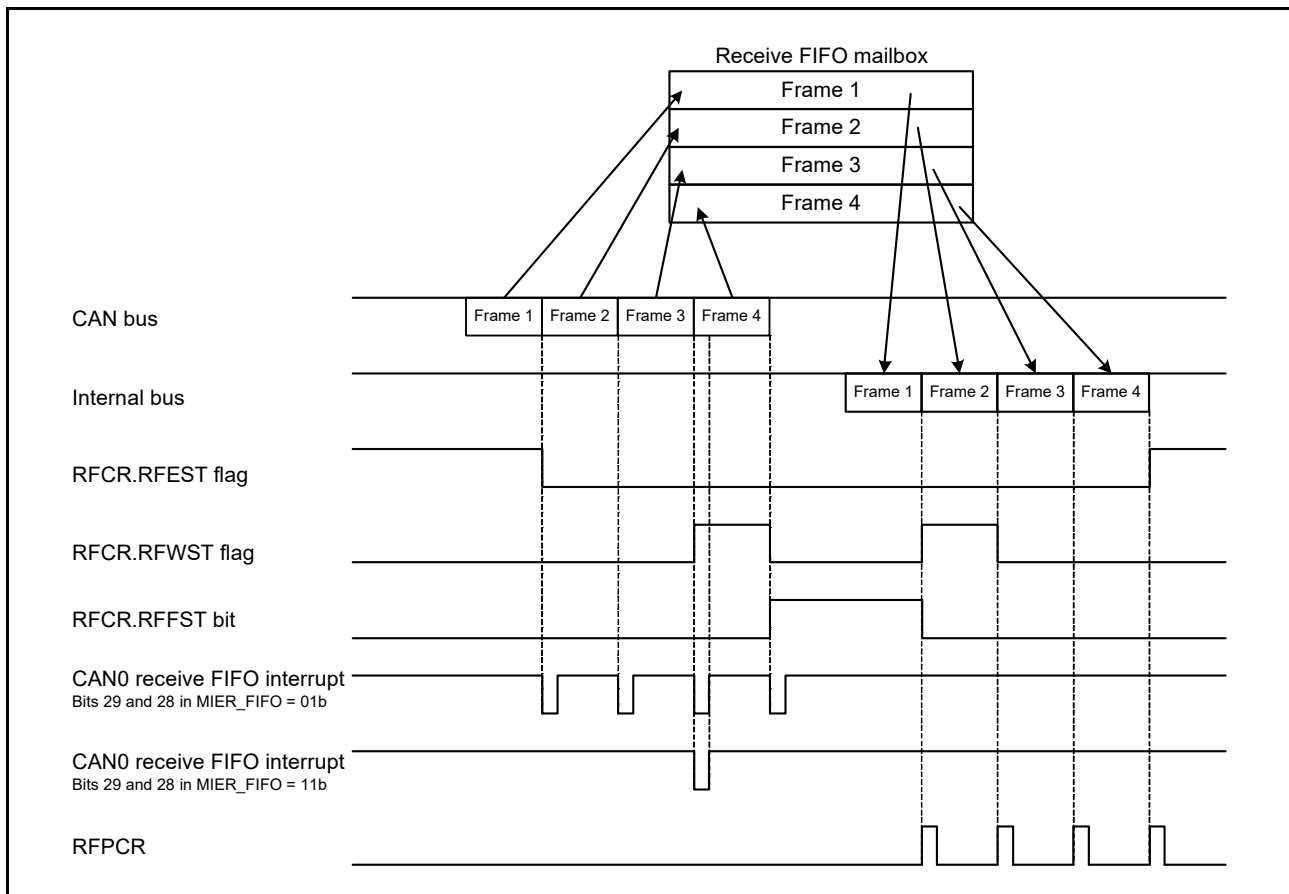 Receive FIFO mailbox
Frame 1
Frame 2
Frame 3
Frame 4
CAN bus
Frame 1
Frame 2
Frame 3
Frame 4
Internal bus
Frame 1
Frame 2
Frame 3
Frame 4
RFCR.RFEST flag
RFCR.RFWST flag
RFCR.RFFST bit
CAN0 receive FIFO interrupt
Bits 29 and 28 in MIER_FIFO = 01b
CAN0 receive FIFO interrupt
Bits 29 and 28 in MIER_FIFO = 11b
RFPCR